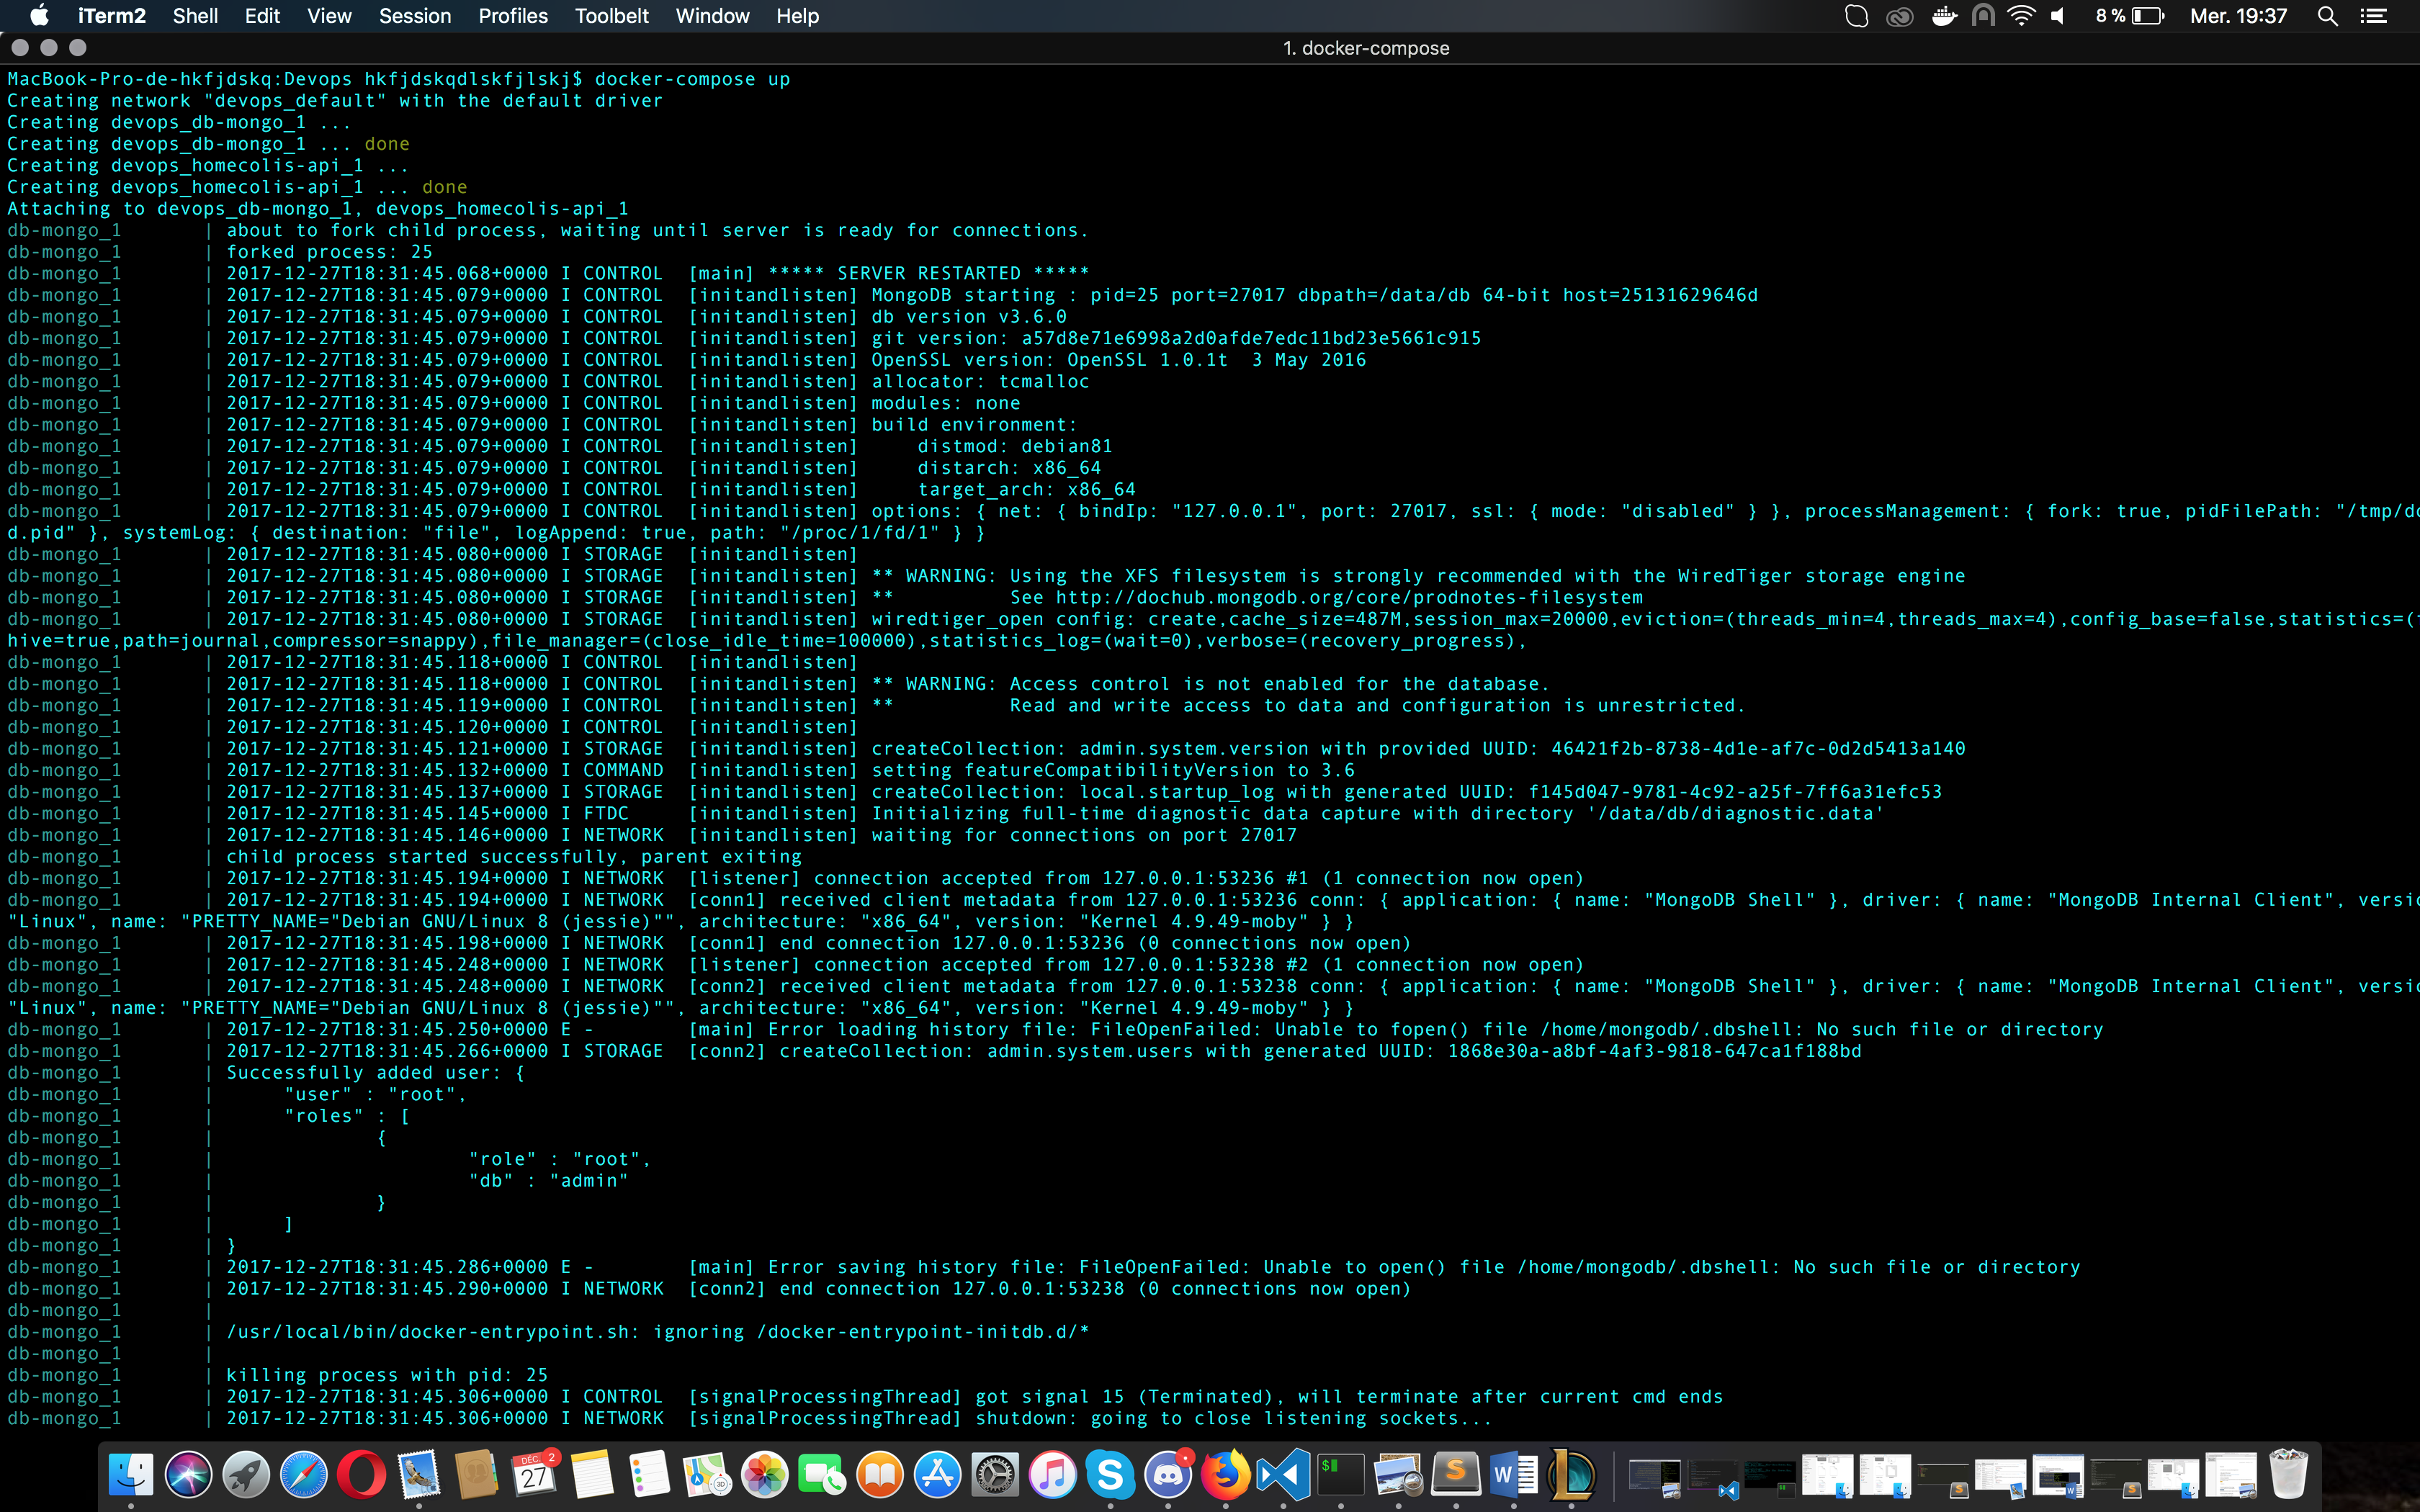 iTerm2 Shell Edit View Session Profiles Toolbelt Window Help 8 % Mer. 19:37
1. docker-compose
MacBook-Pro-de-hkfjdskq:Devops hkfjdskqdlskfjlskj$ docker-compose up
Creating network "devops_default" with the default driver
Creating devops_db-mongo_1 ...
Creating devops_db-mongo_1 ... done
Creating devops_homecolis-api_1 ...
Creating devops_homecolis-api_1 ... done
Attaching to devops_db-mongo_1, devops_homecolis-api_1
db-mongo_1 | about to fork child process, waiting until server is ready for connections.
db-mongo_1 | forked process: 25
db-mongo_1 | 2017-12-27T18:31:45.068+0000 I CONTROL [main] ***** SERVER RESTARTED *****
db-mongo_1 | 2017-12-27T18:31:45.079+0000 I CONTROL [initandlisten] MongoDB starting : pid=25 port=27017 dbpath=/data/db 64-bit host=25131629646d
db-mongo_1 | 2017-12-27T18:31:45.079+0000 I CONTROL [initandlisten] db version v3.6.0
db-mongo_1 | 2017-12-27T18:31:45.079+0000 I CONTROL [initandlisten] git version: a57d8e71e6998a2d0afde7edc11bd23e5661c915
db-mongo_1 | 2017-12-27T18:31:45.079+0000 I CONTROL [initandlisten] OpenSSL version: OpenSSL 1.0.1t 3 May 2016
db-mongo_1 | 2017-12-27T18:31:45.079+0000 I CONTROL [initandlisten] allocator: tcmalloc
db-mongo_1 | 2017-12-27T18:31:45.079+0000 I CONTROL [initandlisten] modules: none
db-mongo_1 | 2017-12-27T18:31:45.079+0000 I CONTROL [initandlisten] build environment:
db-mongo_1 | 2017-12-27T18:31:45.079+0000 I CONTROL [initandlisten] distmod: debian81
db-mongo_1 | 2017-12-27T18:31:45.079+0000 I CONTROL [initandlisten] distarch: x86_64
db-mongo_1 | 2017-12-27T18:31:45.079+0000 I CONTROL [initandlisten] target_arch: x86_64
db-mongo_1 | 2017-12-27T18:31:45.079+0000 I CONTROL [initandlisten] options: { net: { bindIp: "127.0.0.1", port: 27017, ssl: { mode: "disabled" } }, processManagement: { fork: true, pidFilePath: "/tmp/do
d.pid" }, systemLog: { destination: "file", logAppend: true, path: "/proc/1/fd/1" } }
db-mongo_1 | 2017-12-27T18:31:45.080+0000 I STORAGE [initandlisten]
db-mongo_1 | 2017-12-27T18:31:45.080+0000 I STORAGE [initandlisten] ** WARNING: Using the XFS filesystem is strongly recommended with the WiredTiger storage engine
db-mongo_1 | 2017-12-27T18:31:45.080+0000 I STORAGE [initandlisten] ** See http://dochub.mongodb.org/core/prodnotes-filesystem
db-mongo_1 | 2017-12-27T18:31:45.080+0000 I STORAGE [initandlisten] wiredtiger_open config: create,cache_size=487M,session_max=20000,eviction=(threads_min=4,threads_max=4),config_base=false,statistics=(
hive=true,path=journal,compressor=snappy),file_manager=(close_idle_time=100000),statistics_log=(wait=0),verbose=(recovery_progress),
db-mongo_1 | 2017-12-27T18:31:45.118+0000 I CONTROL [initandlisten]
db-mongo_1 | 2017-12-27T18:31:45.118+0000 I CONTROL [initandlisten] ** WARNING: Access control is not enabled for the database.
db-mongo_1 | 2017-12-27T18:31:45.119+0000 I CONTROL [initandlisten] ** Read and write access to data and configuration is unrestricted.
db-mongo_1 | 2017-12-27T18:31:45.120+0000 I CONTROL [initandlisten]
db-mongo_1 | 2017-12-27T18:31:45.121+0000 I STORAGE [initandlisten] createCollection: admin.system.version with provided UUID: 46421f2b-8738-4d1e-af7c-0d2d5413a140
db-mongo_1 | 2017-12-27T18:31:45.132+0000 I COMMAND [initandlisten] setting featureCompatibilityVersion to 3.6
db-mongo_1 | 2017-12-27T18:31:45.137+0000 I STORAGE [initandlisten] createCollection: local.startup_log with generated UUID: f145d047-9781-4c92-a25f-7ff6a31efc53
db-mongo_1 | 2017-12-27T18:31:45.145+0000 I FTDC [initandlisten] Initializing full-time diagnostic data capture with directory '/data/db/diagnostic.data'
db-mongo_1 | 2017-12-27T18:31:45.146+0000 I NETWORK [initandlisten] waiting for connections on port 27017
db-mongo_1 | child process started successfully, parent exiting
db-mongo_1 | 2017-12-27T18:31:45.194+0000 I NETWORK [listener] connection accepted from 127.0.0.1:53236 #1 (1 connection now open)
db-mongo_1 | 2017-12-27T18:31:45.194+0000 I NETWORK [conn1] received client metadata from 127.0.0.1:53236 conn: { application: { name: "MongoDB Shell" }, driver: { name: "MongoDB Internal Client", versio
"Linux", name: "PRETTY_NAME="Debian GNU/Linux 8 (jessie)"", architecture: "x86_64", version: "Kernel 4.9.49-moby" } }
db-mongo_1 | 2017-12-27T18:31:45.198+0000 I NETWORK [conn1] end connection 127.0.0.1:53236 (0 connections now open)
db-mongo_1 | 2017-12-27T18:31:45.248+0000 I NETWORK [listener] connection accepted from 127.0.0.1:53238 #2 (1 connection now open)
db-mongo_1 | 2017-12-27T18:31:45.248+0000 I NETWORK [conn2] received client metadata from 127.0.0.1:53238 conn: { application: { name: "MongoDB Shell" }, driver: { name: "MongoDB Internal Client", versio
"Linux", name: "PRETTY_NAME="Debian GNU/Linux 8 (jessie)"", architecture: "x86_64", version: "Kernel 4.9.49-moby" } }
db-mongo_1 | 2017-12-27T18:31:45.250+0000 E - [main] Error loading history file: FileOpenFailed: Unable to fopen() file /home/mongodb/.dbshell: No such file or directory
db-mongo_1 | 2017-12-27T18:31:45.266+0000 I STORAGE [conn2] createCollection: admin.system.users with generated UUID: 1868e30a-a8bf-4af3-9818-647ca1f188bd
db-mongo_1 | Successfully added user: {
db-mongo_1 | "user" : "root",
db-mongo_1 | "roles" : [
db-mongo_1 | {
db-mongo_1 | "role" : "root",
db-mongo_1 | "db" : "admin"
db-mongo_1 | }
db-mongo_1 | ]
db-mongo_1 | }
db-mongo_1 | 2017-12-27T18:31:45.286+0000 E - [main] Error saving history file: FileOpenFailed: Unable to open() file /home/mongodb/.dbshell: No such file or directory
db-mongo_1 | 2017-12-27T18:31:45.290+0000 I NETWORK [conn2] end connection 127.0.0.1:53238 (0 connections now open)
db-mongo_1 |
db-mongo_1 | /usr/local/bin/docker-entrypoint.sh: ignoring /docker-entrypoint-initdb.d/*
db-mongo_1 |
db-mongo_1 | killing process with pid: 25
db-mongo_1 | 2017-12-27T18:31:45.306+0000 I CONTROL [signalProcessingThread] got signal 15 (Terminated), will terminate after current cmd ends
db-mongo_1 | 2017-12-27T18:31:45.306+0000 I NETWORK [signalProcessingThread] shutdown: going to close listening sockets...
DÉC. 27 2